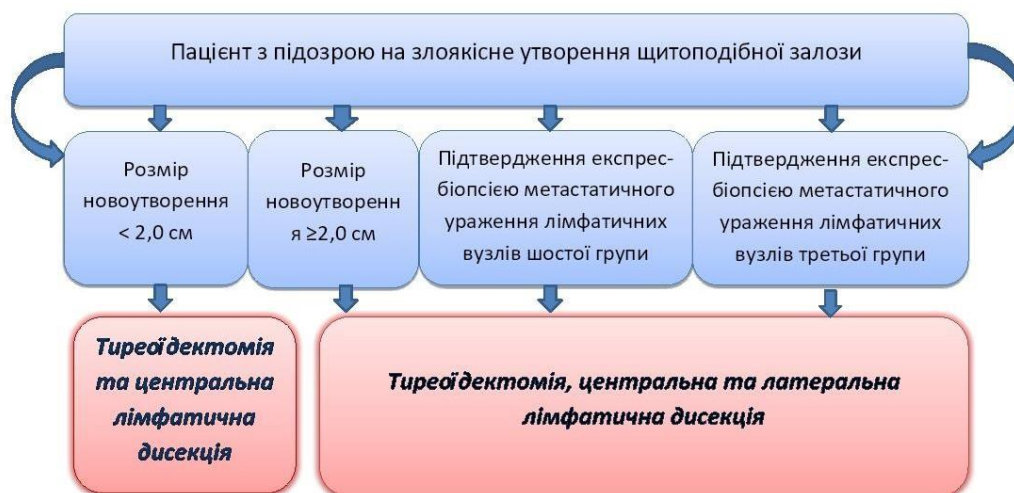 Пацієнт з підозрою на злоякісне утворення щитоподібної залози
Розмір
новоутворення
< 2,0 см
Розмір
новоутворенн
я ≥2,0 см
Підтвердження експрес-
біопсією метастатичного
ураження лімфатичних
вузлів шостої групи
Підтвердження експрес-
біопсією метастатичного
ураження лімфатичних
вузлів третьої групи
Тиреоїдектомія
та центральна
лімфатична
дисекція
Тиреоїдектомія, центральна та латеральна
лімфатична дисекція